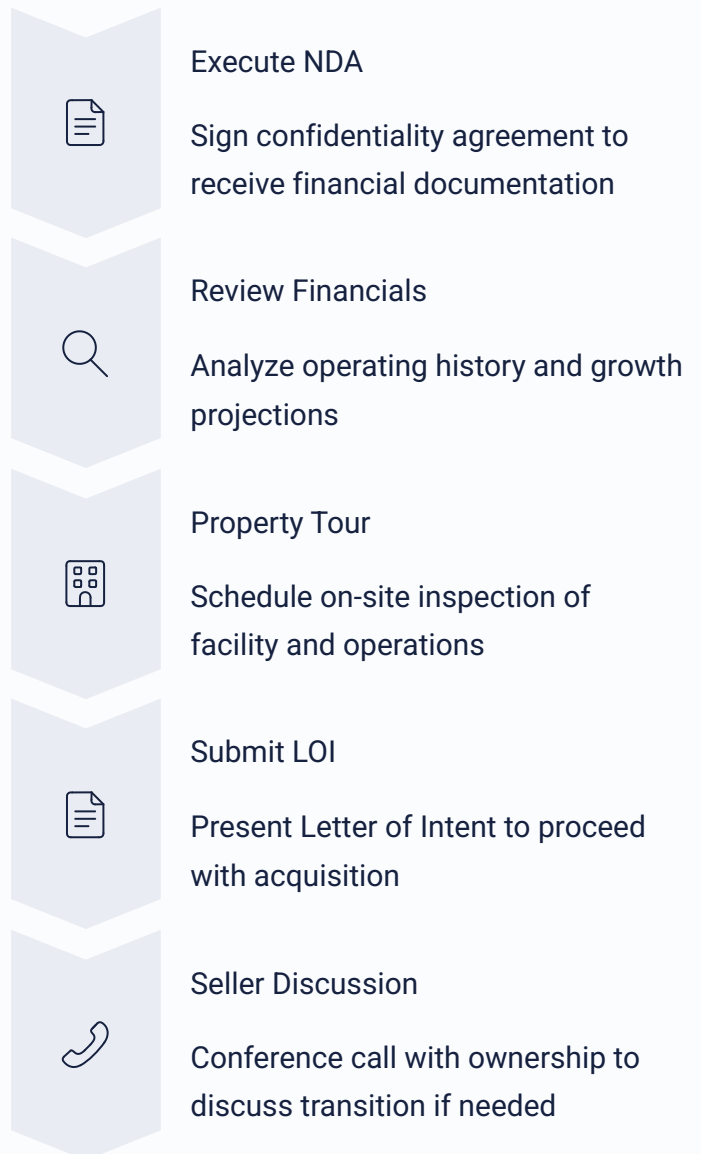 Execute NDA
Sign confidentiality agreement to
receive financial documentation
Review Financials
Analyze operating history and growth
projections
Property Tour
Schedule on-site inspection of
facility and operations
Submit LOI
Present Letter of Intent to proceed
with acquisition
Seller Discussion
Conference call with ownership to
discuss transition if needed